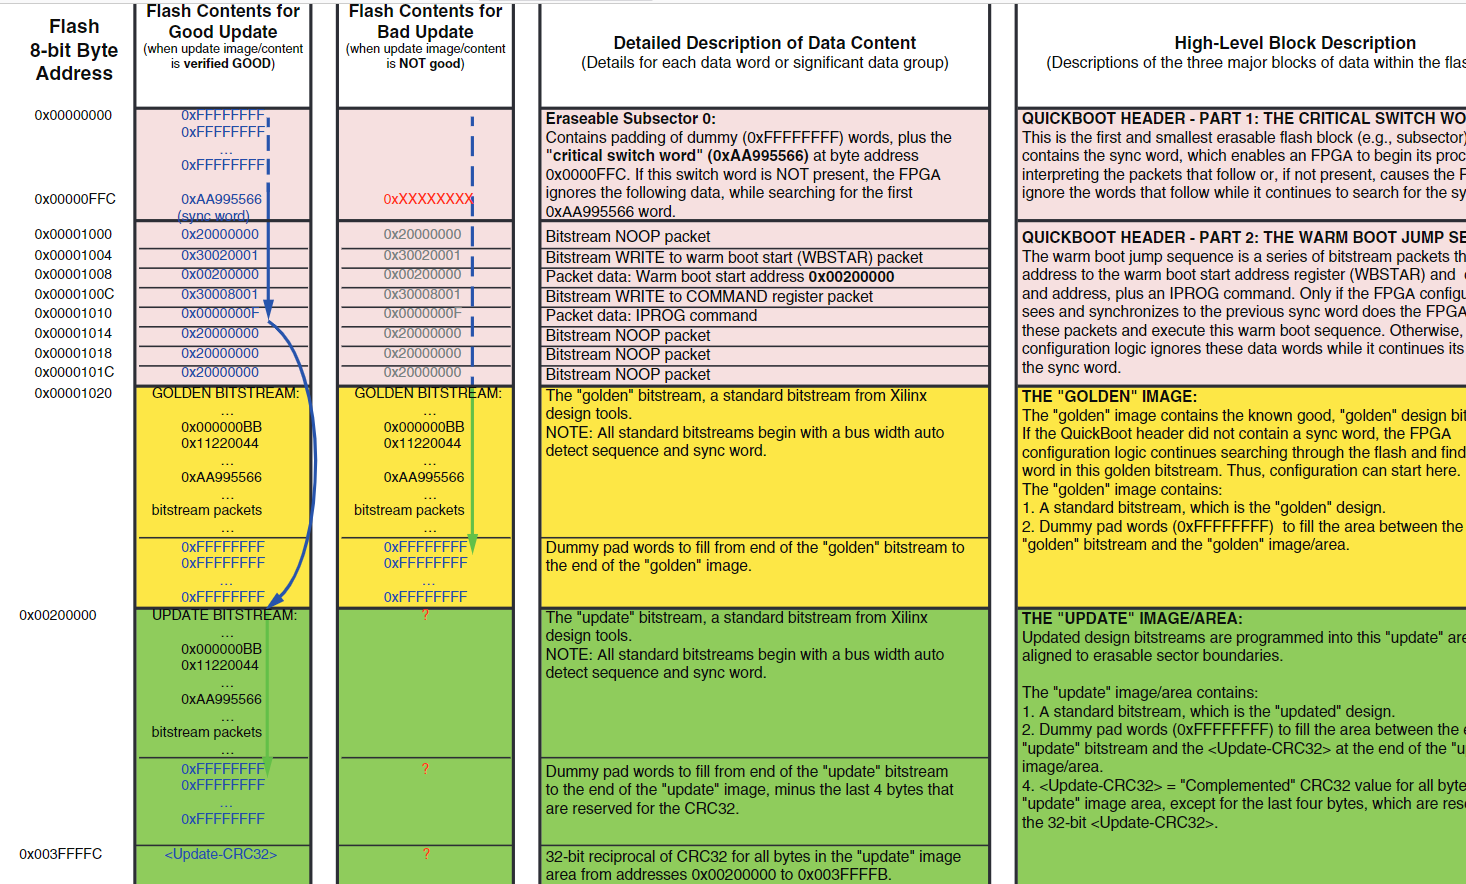 Flash
8-bit Byte
Address
0x00000000
0x00000FFC
0x00001000
0x00001004
0x00001008
0x0000100C
0x00001010
0x00001014
0x00001018
0x0000101C
0x00001020
0x00200000
0x003FFFFC
Flash Contents for
Good Update
(when update image/content
is verified GOOD)
0xFFFFFFFF
0xFFFFFFFF
...
0xFFFFFFFF
0xAA995566
(sync word)
0x20000000
0x30020001
0x00200000
0x30008001
0x0000000F
0x20000000
0x20000000
0x20000000
GOLDEN BITSTREAM:
...
0x000000BB
0x11220044
...
0xAA995566
...
bitstream packets
...
0xFFFFFFFF
0xFFFFFFFF
...
0xFFFFFFFF
UPDATE BITSTREAM:
...
0x000000BB
0x11220044
...
0xAA995566
...
bitstream packets
...
0xFFFFFFFF
0xFFFFFFFF
...
0xFFFFFFFF
<Update-CRC32>
Flash Contents for
Bad Update
(when update image/content
is NOT good)
0xXXXXXXXX
0x20000000
0x30020001
0x00200000
0x30008001
0x0000000F
0x20000000
0x20000000
0x20000000
GOLDEN BITSTREAM:
...
0x000000BB
0x11220044
...
0xAA995566
...
bitstream packets
...
0xFFFFFFFF
0xFFFFFFFF
...
0xFFFFFFFF
?
?
?
Detailed Description of Data Content
(Details for each data word or significant data group)
Eraseable Subsector 0:
Contains padding of dummy (0xFFFFFFFF) words, plus the
"critical switch word" (0xAA995566) at byte address
0x0000FFC. If this switch word is NOT present, the FPGA
ignores the following data, while searching for the first
0xAA995566 word.
Bitstream NOOP packet
Bitstream WRITE to warm boot start (WBSTAR) packet
Packet data: Warm boot start address 0x00200000
Bitstream WRITE to COMMAND register packet
Packet data: IPROG command
Bitstream NOOP packet
Bitstream NOOP packet
Bitstream NOOP packet
The "golden" bitstream, a standard bitstream from Xilinx
design tools.
NOTE: All standard bitstreams begin with a bus width auto
detect sequence and sync word.
Dummy pad words to fill from end of the "golden" bitstream to
the end of the "golden" image.
The "update" bitstream, a standard bitstream from Xilinx
design tools.
NOTE: All standard bitstreams begin with a bus width auto
detect sequence and sync word.
Dummy pad words to fill from end of the "update" bitstream
to the end of the "update" image, minus the last 4 bytes that
are reserved for the CRC32.
32-bit reciprocal of CRC32 for all bytes in the "update" image
area from addresses 0x00200000 to 0x003FFFFB.
High-Level Block Description
(Descriptions of the three major blocks of data within the
QUICKBOOT HEADER - PART 1: THE CRITICAL SWITCH
This is the first and smallest erasable flash block (e.g., subsector)
contains the sync word, which enables an FPGA to begin its
interpreting the packets that follow or, if not present, causes the
ignore the words that follow while it continues to search for the
QUICKBOOT HEADER - PART 2: THE WARM BOOT JUMP
The warm boot jump sequence is a series of bitstream packets
address to the warm boot start address register (WBSTAR) and
and address, plus an IPROG command. Only if the FPGA
sees and synchronizes to the previous sync word does the FPGA
these packets and execute this warm boot sequence. Otherwise,
configuration logic ignores these data words while it continues its
the sync word.
THE "GOLDEN" IMAGE:
The "golden" image contains the known good, "golden" design
If the QuickBoot header did not contain a sync word, the FPGA
configuration logic continues searching through the flash and
word in this golden bitstream. Thus, configuration can start here.
The "golden" image contains:
1. A standard bitstream, which is the "golden" design.
2. Dummy pad words (0xFFFFFFFF) to fill the area between the
"golden" bitstream and the "golden" image/area.
THE "UPDATE" IMAGE/AREA:
Updated design bitstreams are programmed into this "update"
aligned to erasable sector boundaries.
The "update" image/area contains:
1. A standard bitstream, which is the "updated" design.
2. Dummy pad words (0xFFFFFFFF) to fill the area between the
"update" bitstream and the <Update-CRC32> at the end of the
image/area.
4. <Update-CRC32> = "Complemented" CRC32 value for all
"update" image area, except for the last four bytes, which are
the 32-bit <Update-CRC32>.